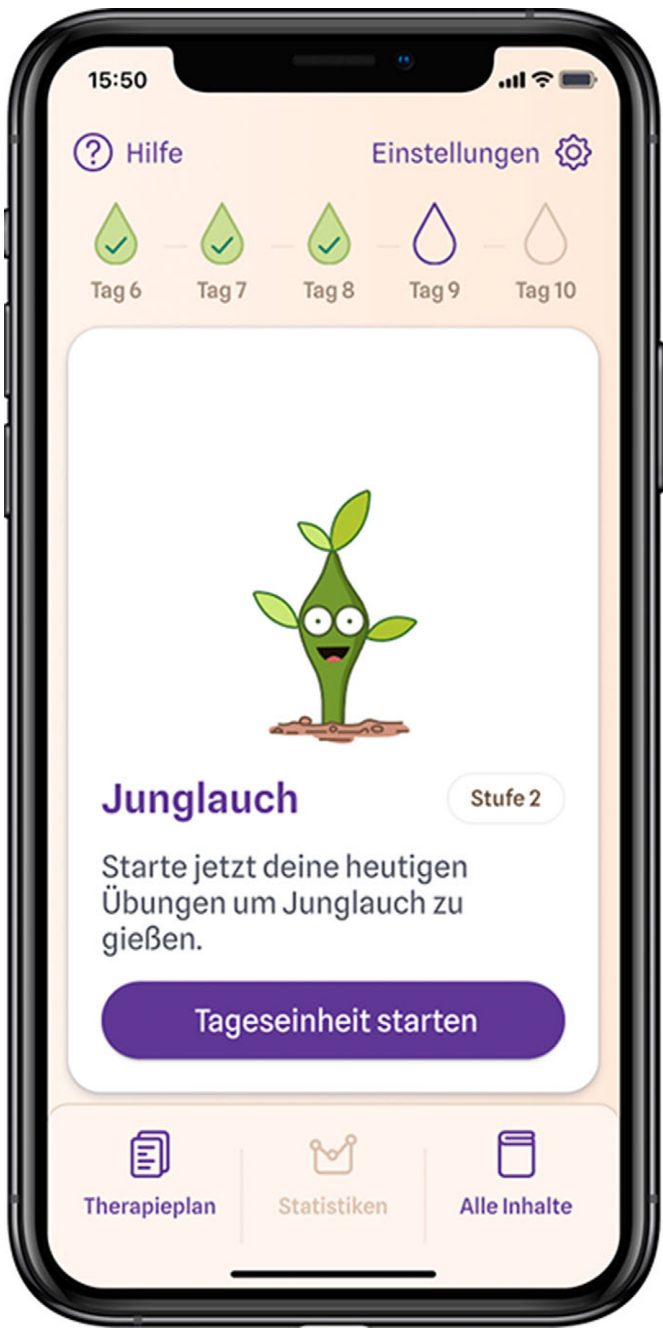 15:50
Hilfe
Einstellungen
Tag 6
Tag 7
Tag 8
Tag 9
Tag 10
Junglauch
Stufe 2
Starte jetzt deine heutigen
Übungen um Junglauch zu
gießen.
Tageseinheit starten
Therapieplan
Statistiken
Alle Inhalte